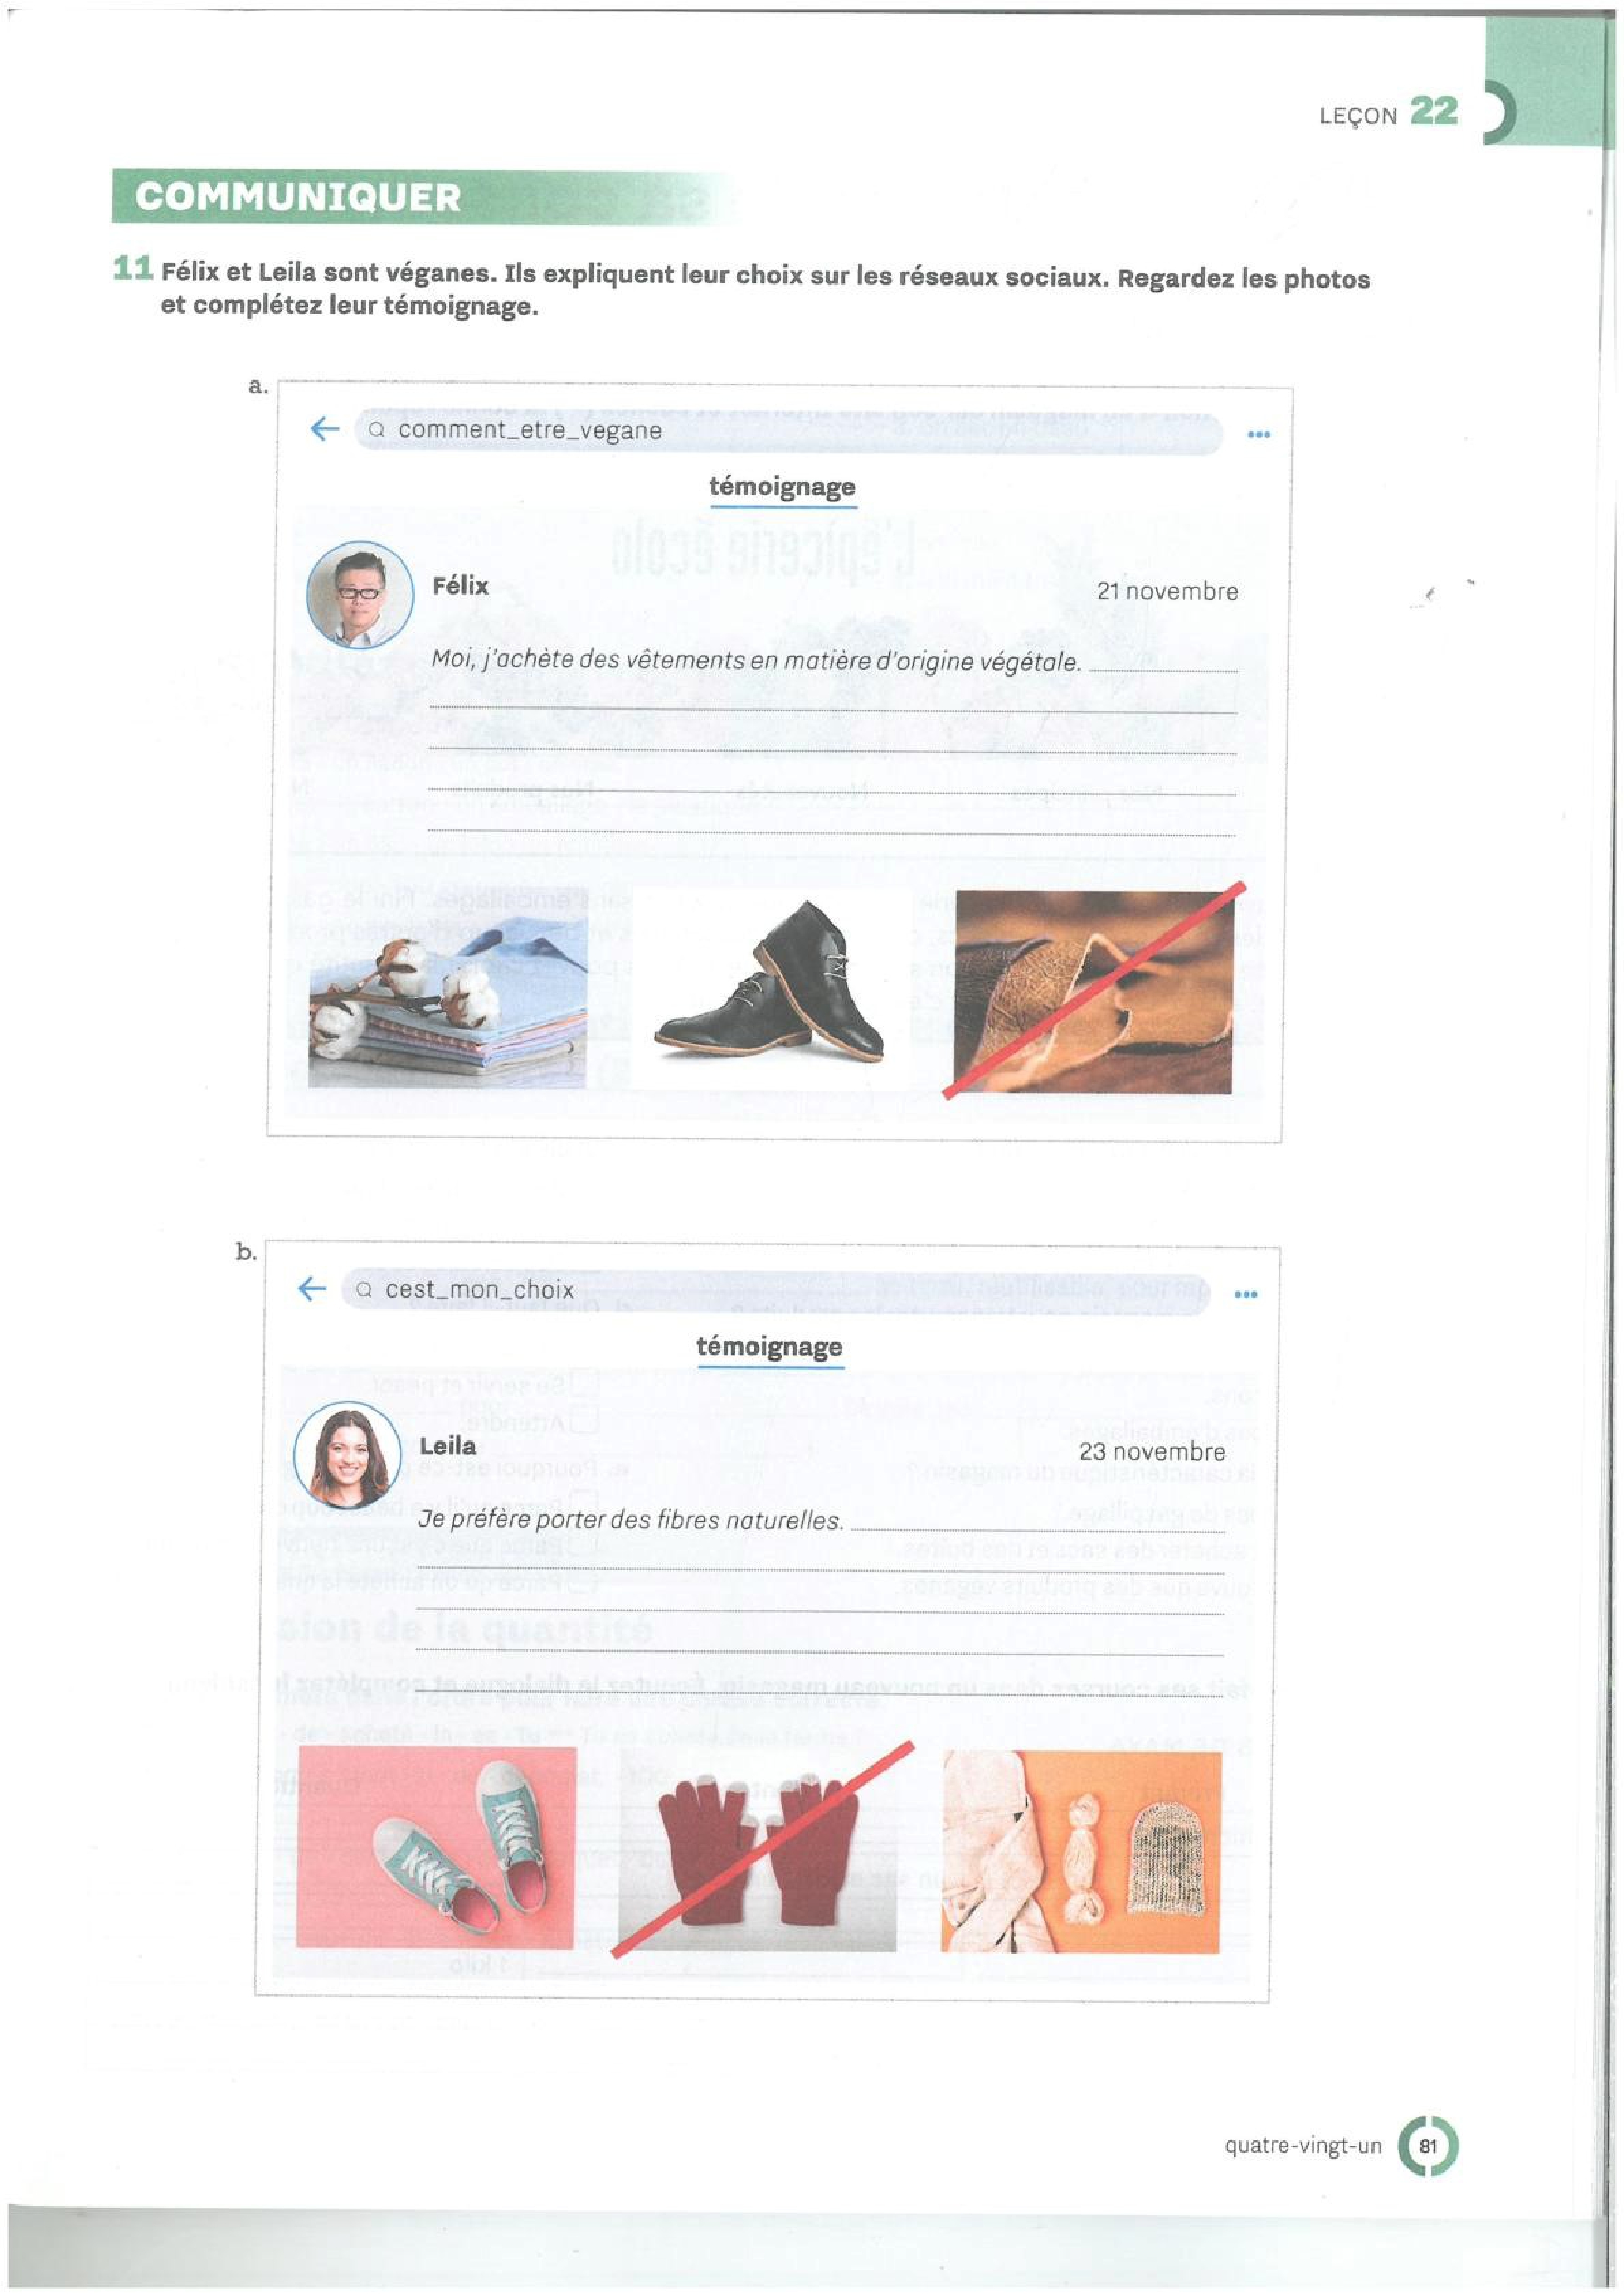 LEÇON 22
COMMUNIQUER
11 Félix et Leila sont véganes. Ils expliquent leur choix sur les réseaux sociaux. Regardez les photos
et complétez leur témoignage.
a.
comment_etre_vegane
témoignage
Félix
21 novembre
Moi, j'achète des vêtements en matière d'origine végétale.
b.
cest_mon_choix
témoignage
Leila
23 novembre
Je préfère porter des fibres naturelles.
quatre-vingt-un 81